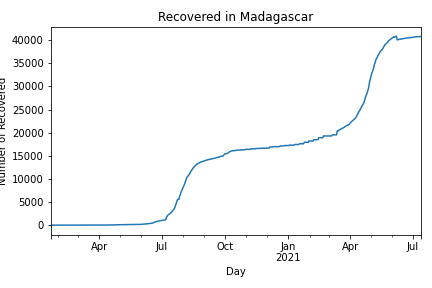 Recovered in Madagascar
40000
35000
30000
25000
20000
15000
10000
5000
0
Number of Recovered
Apr
Jul
Oct
Jan
2021
Apr
Jul
Day